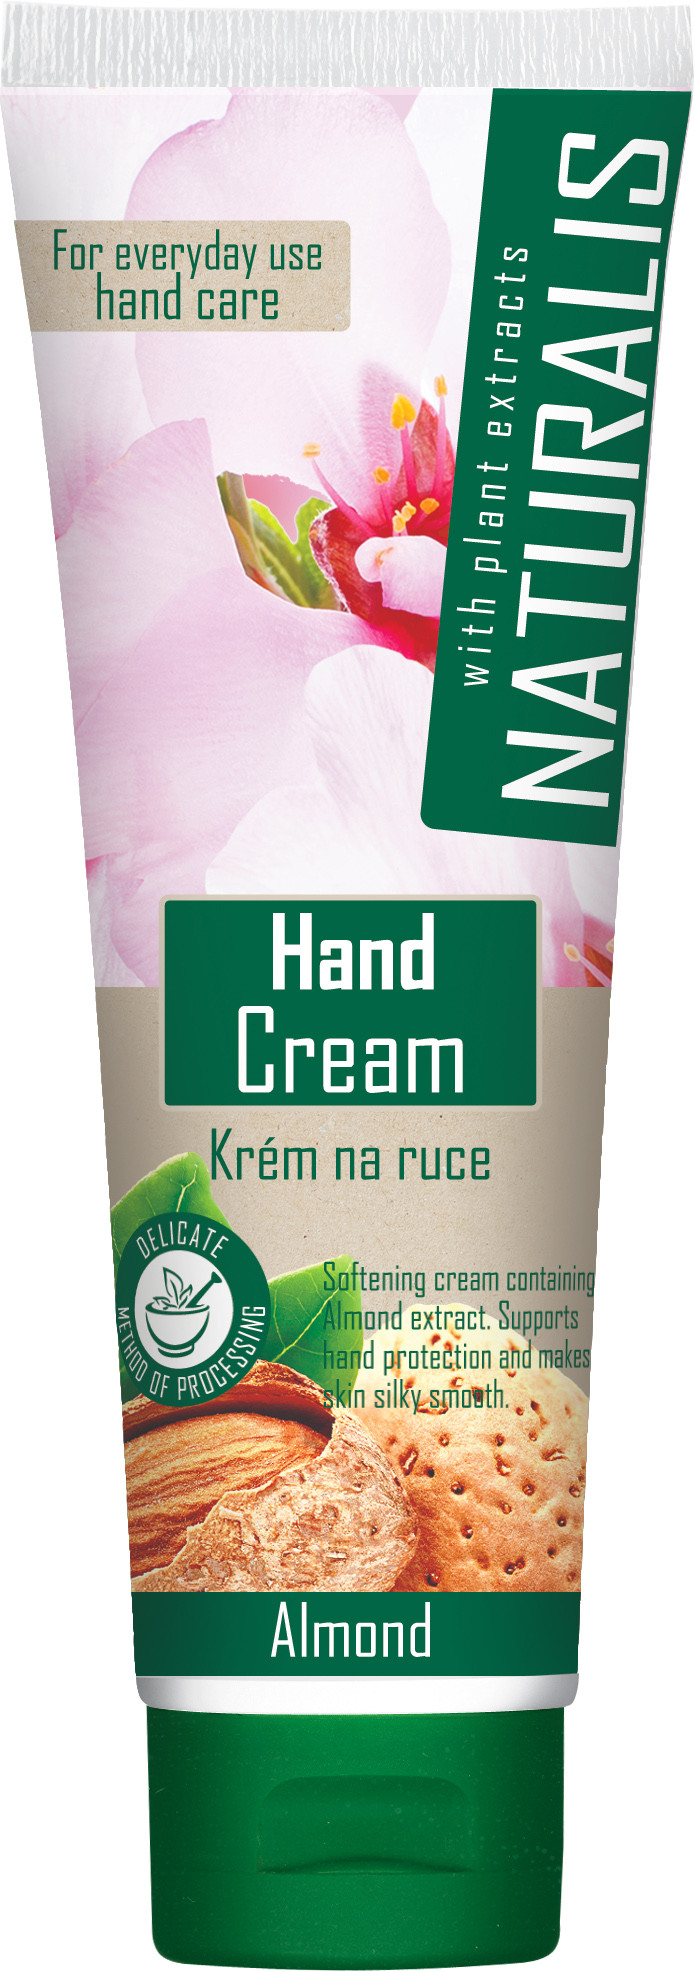 For everyday use
hand care
with plant extracts
NATURALIS
Hand
Cream
Krém na ruce
DELICATE
METHOD OF PROCESSING
Softening cream containing
Almond extract. Supports
hand protection and makes
skin silky smooth.
Almond